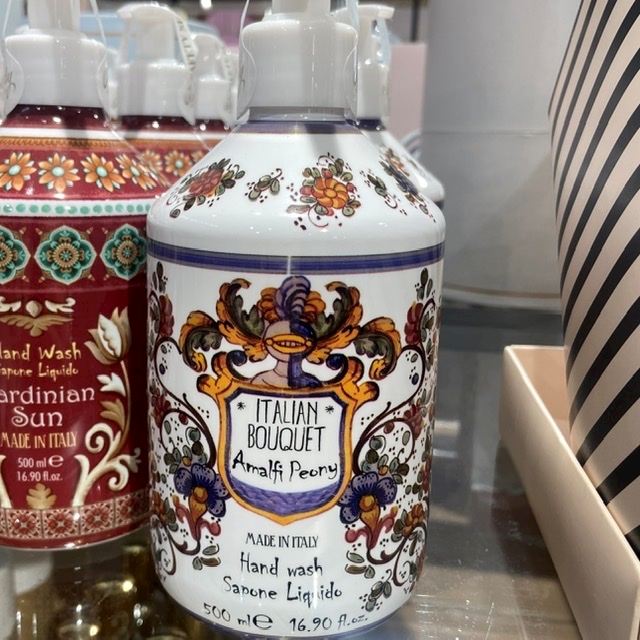 Hand Wash
Sapone Liquido
Sardinian
Sun
MADE IN ITALY
500 ml e
16.90 fl.oz.
* ITALIAN *
BOUQUET
Amalfi Peony
MADE IN ITALY
Hand wash
Sapone Liquido
500 ml e 16.90 fl.oz.